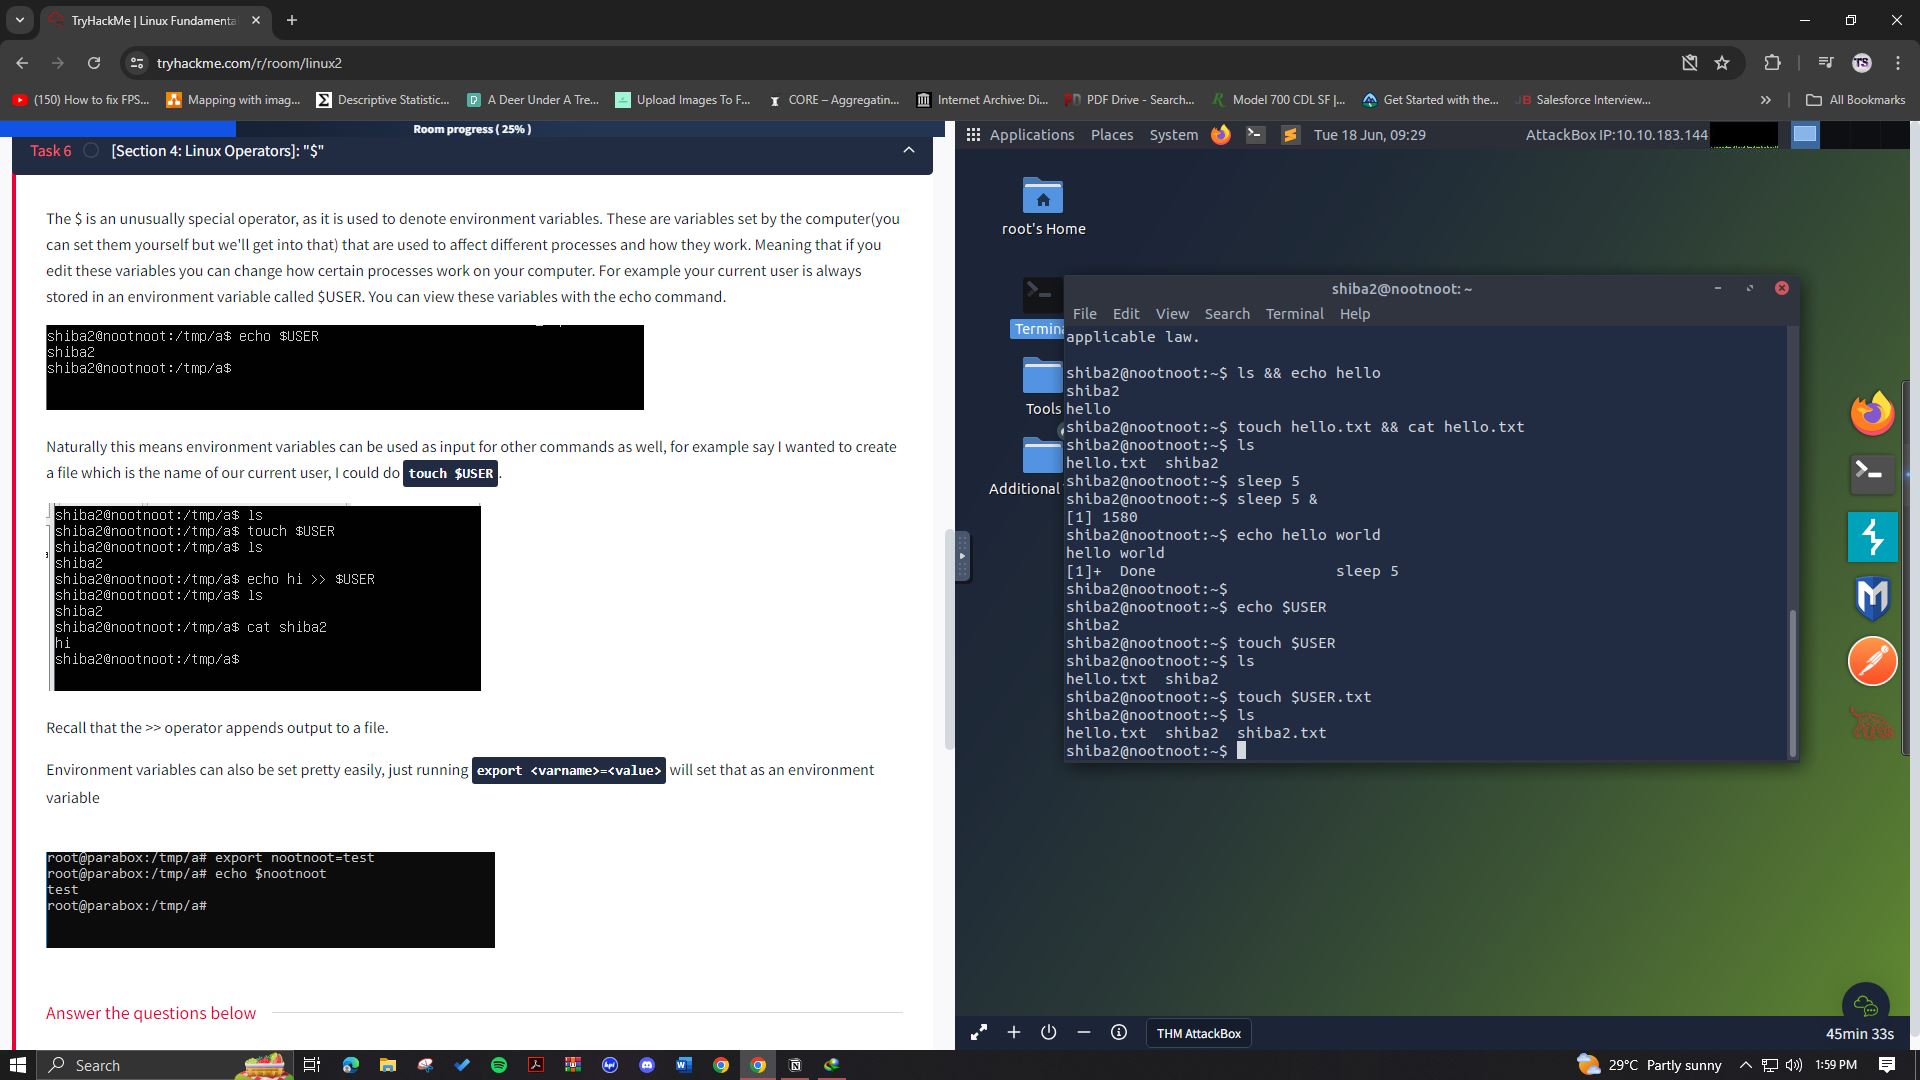 TryHackMe | Linux Fundamenta
tryhackme.com/r/room/linux2
TS
(150) How to fix FPS...
Mapping with imag...
Descriptive Statistic...
A Deer Under A Tre...
Upload Images To F...
CORE – Aggregatin...
Internet Archive: Di...
PDF Drive - Search...
Model 700 CDL SF |...
Get Started with the...
Salesforce Interview...
All Bookmarks
Room progress ( 25% )
Task 6
[Section 4: Linux Operators]: "$"
The $ is an unusually special operator, as it is used to denote environment variables. These are variables set by the computer(you
can set them yourself but we'll get into that) that are used to affect different processes and how they work. Meaning that if you
edit these variables you can change how certain processes work on your computer. For example your current user is always
stored in an environment variable called $USER. You can view these variables with the echo command.
shiba2@nootnoot:/tmp/a$ echo $USER
shiba2
shiba2@nootnoot:/tmp/a$
Naturally this means environment variables can be used as input for other commands as well, for example say I wanted to create
a file which is the name of our current user, I could do touch $USER.
shiba2@nootnoot:/tmp/a$ ls
shiba2@nootnoot:/tmp/a$ touch $USER
shiba2@nootnoot:/tmp/a$ ls
shiba2
shiba2@nootnoot:/tmp/a$ echo hi >> $USER
shiba2@nootnoot:/tmp/a$ ls
shiba2
shiba2@nootnoot:/tmp/a$ cat shiba2
hi
shiba2@nootnoot:/tmp/a$
Recall that the >> operator appends output to a file.
Environment variables can also be set pretty easily, just running export <varname>=<value> will set that as an environment
variable
root@parabox:/tmp/a# export nootnoot=test
root@parabox:/tmp/a# echo $nootnoot
test
root@parabox:/tmp/a#
Answer the questions below
Applications Places System
Tue 18 Jun, 09:29
AttackBox IP:10.10.183.144
root's Home
Termina
Tools
Additional
shiba2@nootnoot: ~
File Edit View Search Terminal Help
applicable law.
shiba2@nootnoot:~$ ls && echo hello
shiba2
hello
shiba2@nootnoot:~$ touch hello.txt && cat hello.txt
shiba2@nootnoot:~$ ls
hello.txt shiba2
shiba2@nootnoot:~$ sleep 5
shiba2@nootnoot:~$ sleep 5 &
[1] 1580
shiba2@nootnoot:~$ echo hello world
hello world
[1]+ Done sleep 5
shiba2@nootnoot:~$
shiba2@nootnoot:~$ echo $USER
shiba2
shiba2@nootnoot:~$ touch $USER
shiba2@nootnoot:~$ ls
hello.txt shiba2
shiba2@nootnoot:~$ touch $USER.txt
shiba2@nootnoot:~$ ls
hello.txt shiba2 shiba2.txt
shiba2@nootnoot:~$
THM AttackBox
45min 33s
Search
29°C Partly sunny
1:59 PM